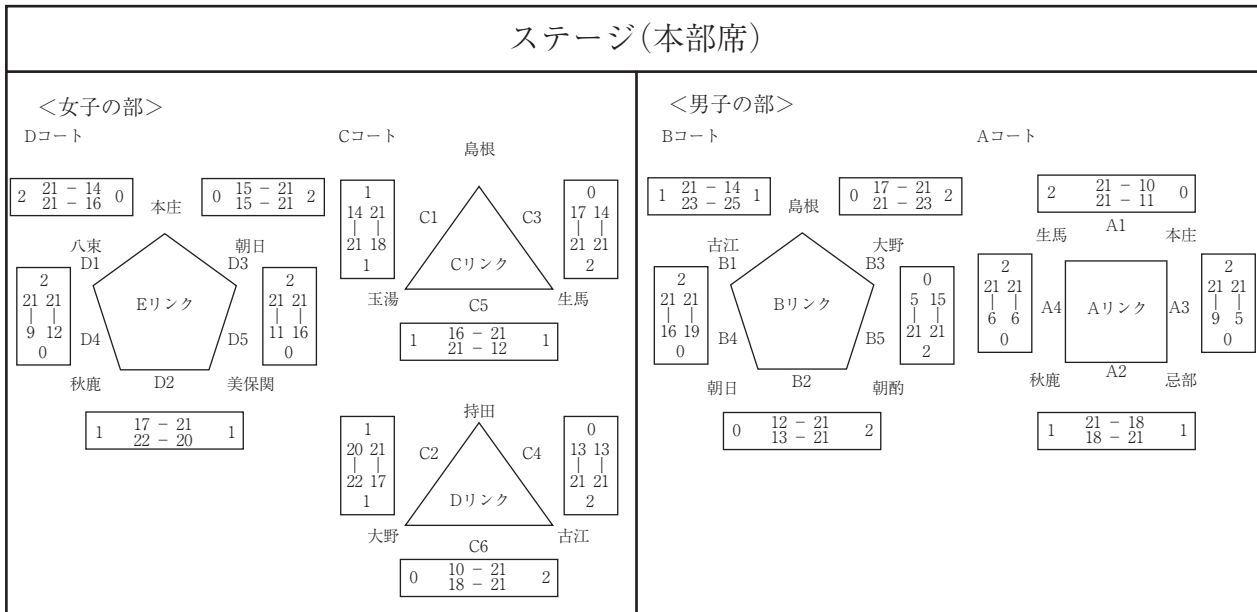 ステージ(本部席)
<女子の部>
Dコート
2 21 − 14 0
21 − 16
0 15 − 21 2
15 − 21
本庄
八束
朝日
D1
D3
Eリンク
2
21 21
| |
9 12
0
D4
D5
2
21 21
| |
11 16
0
秋鹿
D2
美保関
1 17 − 21 1
22 − 20
Cコート
島根
1
14 21
| |
21 18
1
C1
C3
0
17 14
| |
21 21
2
Cリンク
玉湯
C5
生馬
1 16 − 21 1
21 − 12
持田
1
20 21
| |
22 17
1
C2
C4
0
13 13
| |
21 21
2
Dリンク
大野
C6
古江
0 10 − 21 2
18 − 21
<男子の部>
Bコート
1 21 − 14 1
23 − 25
0 17 − 21 2
21 − 23
島根
古江
大野
B1
B3
Bリンク
2
21 21
| |
16 19
0
B4
B5
0
5 15
| |
21 21
2
朝日
B2
朝酌
0 12 − 21 2
13 − 21
Aコート
2 21 − 10 0
21 − 11
生馬
A1
本庄
2
21 21
| |
6 6
0
A4
Aリンク
A3
2
21 21
| |
9 5
0
秋鹿
A2
忌部
1 21 − 18 1
18 − 21